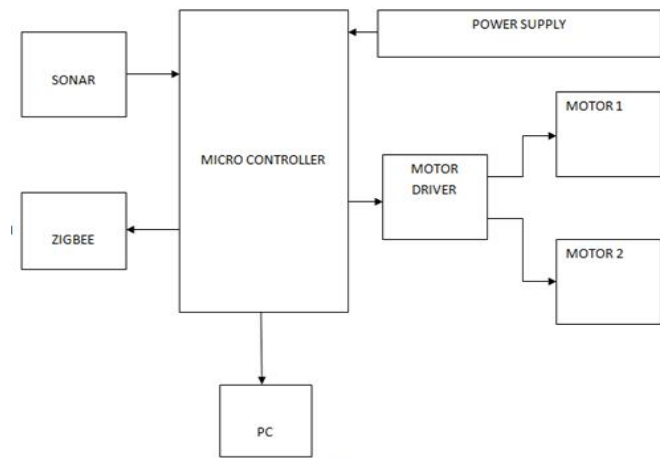 POWER SUPPLY
SONAR
MOTOR 1
MICRO CONTROLLER
MOTOR
DRIVER
ZIGBEE
MOTOR 2
PC